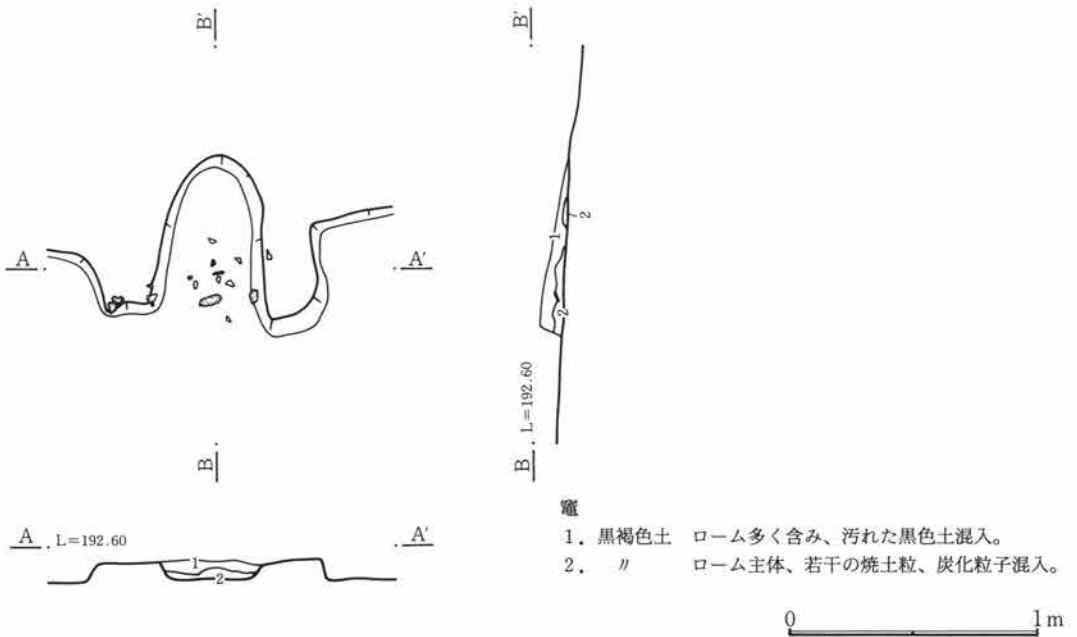 B′
B′
A
A′
1
2
2
B
B L=192.60
A L=192.60
A′
1
2
竈
1．黒褐色土 ローム多く含み、汚れた黒色土混入。
2．〃 ローム主体、若干の焼土粒、炭化粒子混入。
0 1m